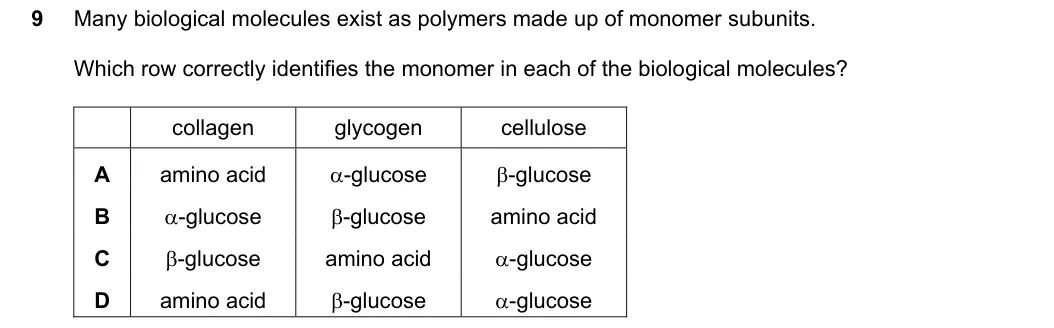 9 Many biological molecules exist as polymers made up of monomer subunits.
Which row correctly identifies the monomer in each of the biological molecules?
collagen glycogen cellulose
A amino acid α-glucose β-glucose
B α-glucose β-glucose amino acid
C β-glucose amino acid α-glucose
D amino acid β-glucose α-glucose